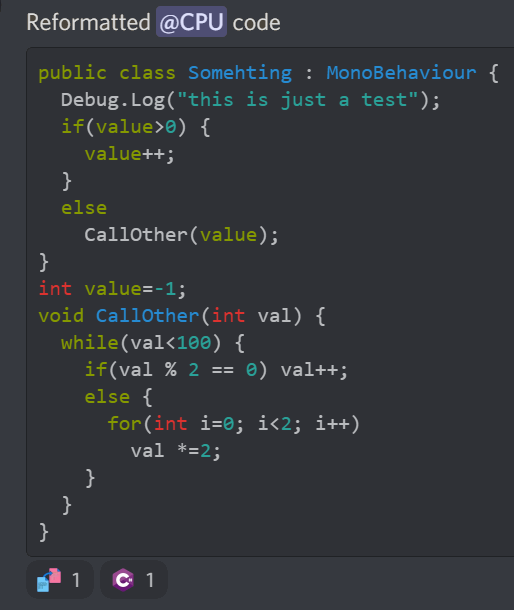 Reformatted @CPU code
public class Somehting : MonoBehaviour {
  Debug.Log("this is just a test");
  if(value>0) {
    value++;
  }
  else
    CallOther(value);
}
int value=-1;
void CallOther(int val) {
  while(val<100) {
    if(val % 2 == 0) val++;
    else {
      for(int i=0; i<2; i++)
        val *=2;
    }
  }
}
1 1